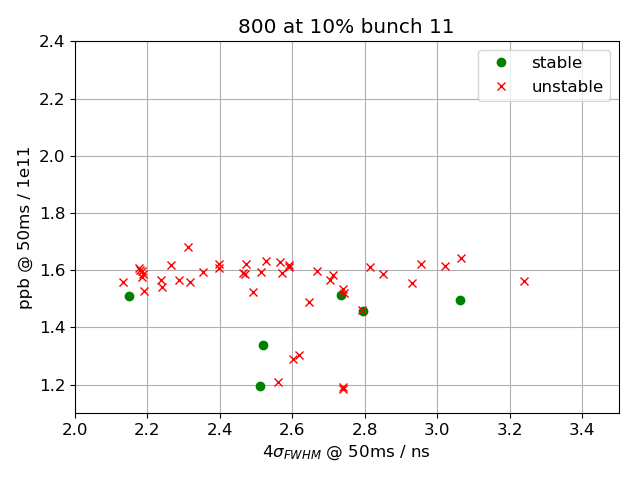 800 at 10% bunch 11
2.4
2.2
2.0
1.8
1.6
1.4
1.2
ppb @ 50ms / 1e11
stable
unstable
2.0 2.2 2.4 2.6 2.8 3.0 3.2 3.4
4σ_{FWHM} @ 50ms / ns